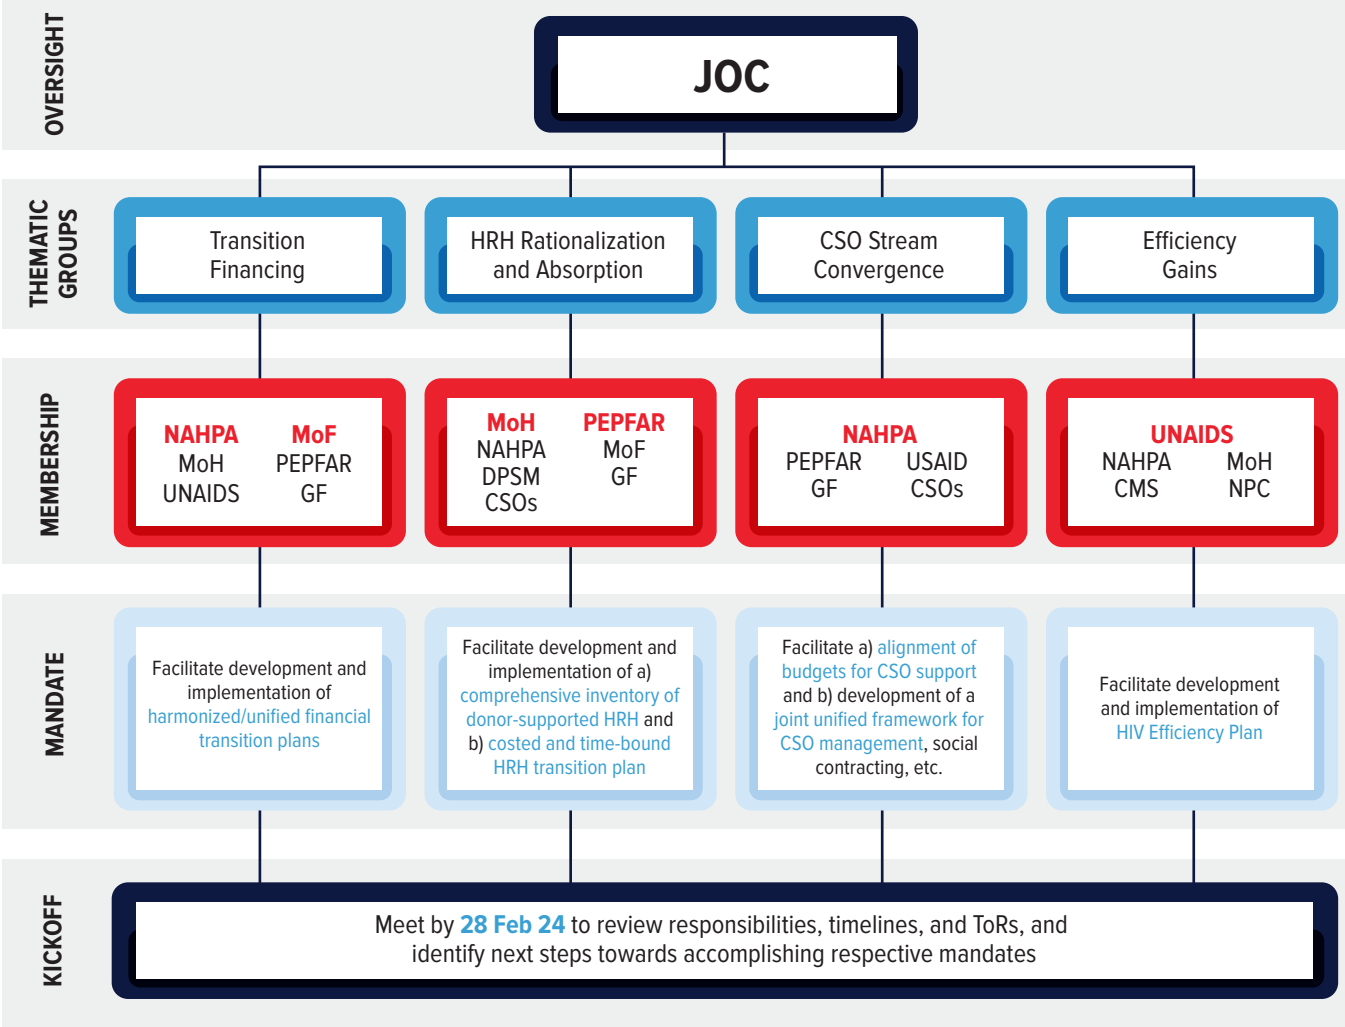 OVERSIGHT
JOC
THEMATIC
GROUPS
Transition
Financing
HRH Rationalization
and Absorption
CSO Stream
Convergence
Efficiency
Gains
MEMBERSHIP
NAHPA MoF
MoH PEPFAR
UNAIDS GF
MoH PEPFAR
NAHPA MoF
DPSM GF
CSOs
NAHPA
PEPFAR USAID
GF CSOs
UNAIDS
NAHPA MoH
CMS NPC
MANDATE
Facilitate development and
implementation of
harmonized/unified financial
transition plans
Facilitate development and
implementation of a)
comprehensive inventory of
donor-supported HRH and
b) costed and time-bound
HRH transition plan
Facilitate a) alignment of
budgets for CSO support
and b) development of a
joint unified framework for
CSO management, social
contracting, etc.
Facilitate development
and implementation of
HIV Efficiency Plan
KICKOFF
Meet by 28 Feb 24 to review responsibilities, timelines, and ToRs, and
identify next steps towards accomplishing respective mandates